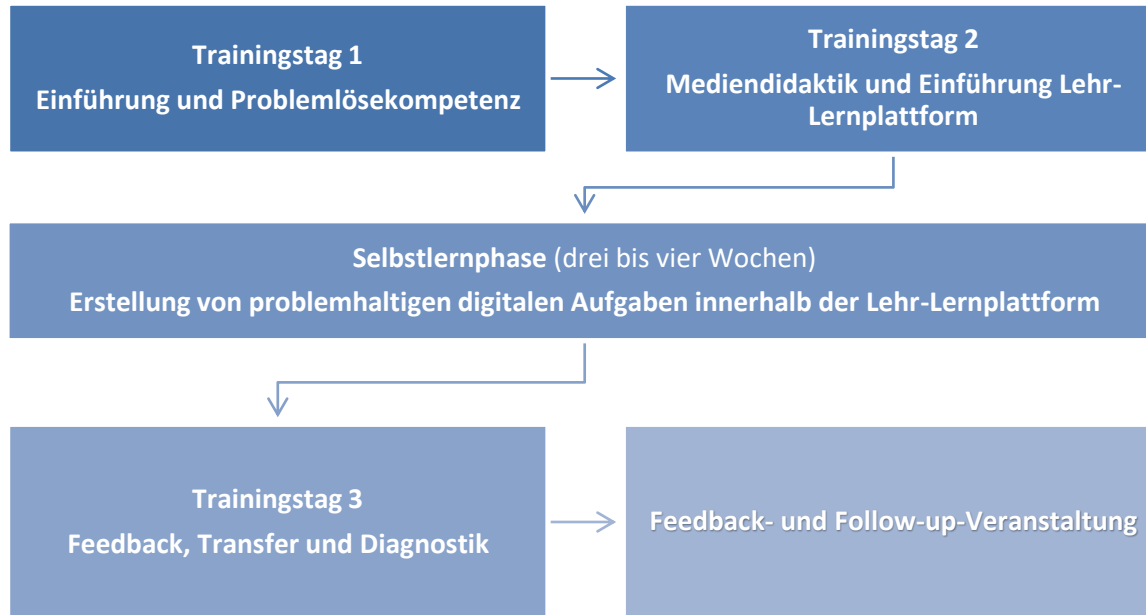 Trainingstag 1
Einführung und Problemlösekompetenz
Trainingstag 2
Mediendidaktik und Einführung Lehr-
Lernplattform
Selbstlernphase (drei bis vier Wochen)
Erstellung von problemhaltigen digitalen Aufgaben innerhalb der Lehr-Lernplattform
Trainingstag 3
Feedback, Transfer und Diagnostik
Feedback- und Follow-up-Veranstaltung